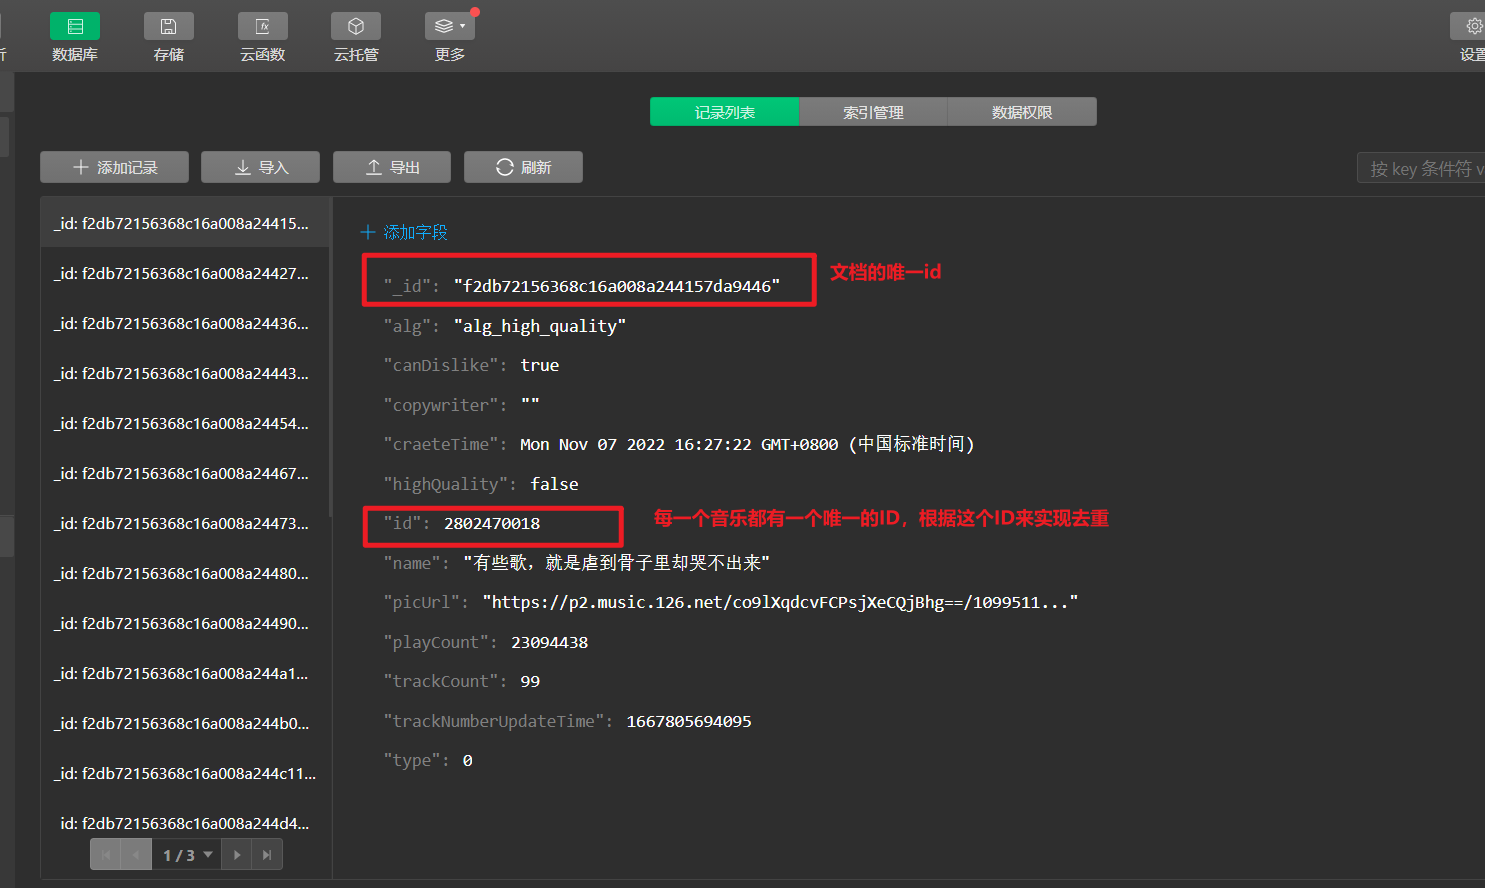 析
数据库
存储
云函数
云托管
更多
设置
记录列表
索引管理
数据权限
添加记录
导入
导出
刷新
按 key 条件符 v
_id: f2db72156368c16a008a24415...
_id: f2db72156368c16a008a24427...
_id: f2db72156368c16a008a24436...
_id: f2db72156368c16a008a24443...
_id: f2db72156368c16a008a24454...
_id: f2db72156368c16a008a24467...
_id: f2db72156368c16a008a24473...
_id: f2db72156368c16a008a24480...
_id: f2db72156368c16a008a24490...
_id: f2db72156368c16a008a244a1...
_id: f2db72156368c16a008a244b0...
_id: f2db72156368c16a008a244c11...
id: f2db72156368c16a008a244d4...
1 / 3
添加字段
"_id": "f2db72156368c16a008a244157da9446"
文档的唯一id
"alg": "alg_high_quality"
"canDislike": true
"copywriter": ""
"craeteTime": Mon Nov 07 2022 16:27:22 GMT+0800 (中国标准时间)
"highQuality": false
"id": 2802470018
每一个音乐都有一个唯一的ID，根据这个ID来实现去重
"name": "有些歌，就是虐到骨子里却哭不出来"
"picUrl": "https://p2.music.126.net/co9lXqdcvFCPsjXeCQjBhg==/1099511..."
"playCount": 23094438
"trackCount": 99
"trackNumberUpdateTime": 1667805694095
"type": 0